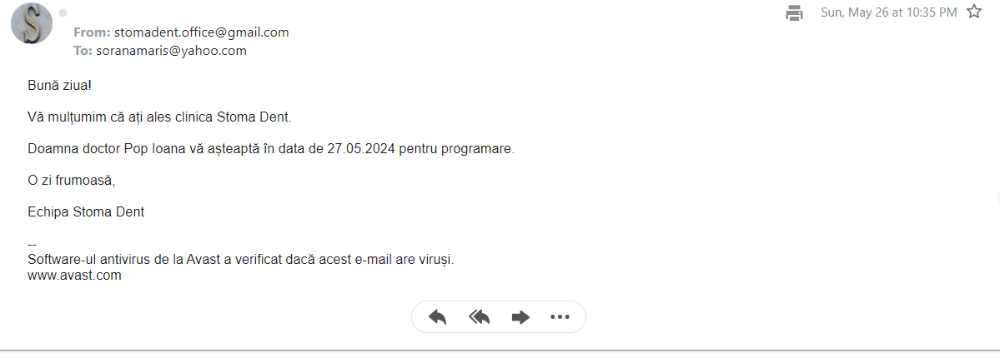 S
Sun, May 26 at 10:35 PM
From: stomadent.office@gmail.com
To: soranamaris@yahoo.com
Bună ziua!
Vă mulțumim că ați ales clinica Stoma Dent.
Doamna doctor Pop Ioana vă așteaptă în data de 27.05.2024 pentru programare.
O zi frumoasă,
Echipa Stoma Dent
--
Software-ul antivirus de la Avast a verificat dacă acest e-mail are viruși.
www.avast.com